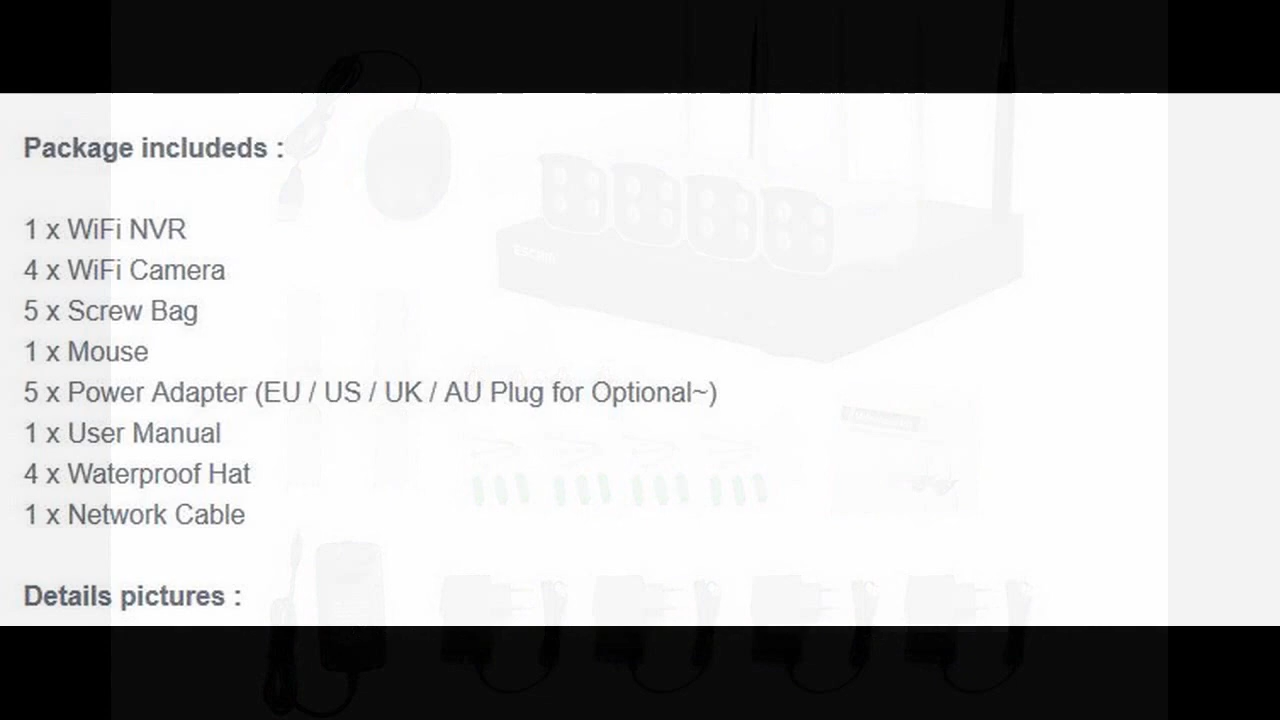 Package includeds :
1 x WiFi NVR
4 x WiFi Camera
5 x Screw Bag
1 x Mouse
5 x Power Adapter (EU / US / UK / AU Plug for Optional~)
1 x User Manual
4 x Waterproof Hat
1 x Network Cable
Details pictures :